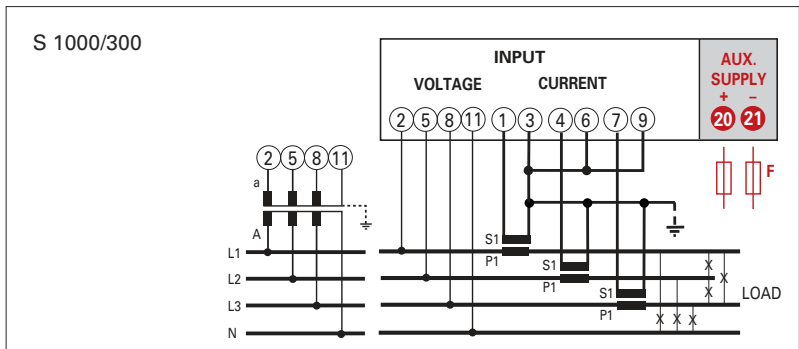 S 1000/300
INPUT
AUX.
SUPPLY
VOLTAGE CURRENT
+ –
2 5 8 11 1 3 4 6 7 9 20 21
2 5 8 11
F
a
A
S1
L1
P1
S1
L2
P1
S1
L3
LOAD
P1
N
X
X
X
X X X